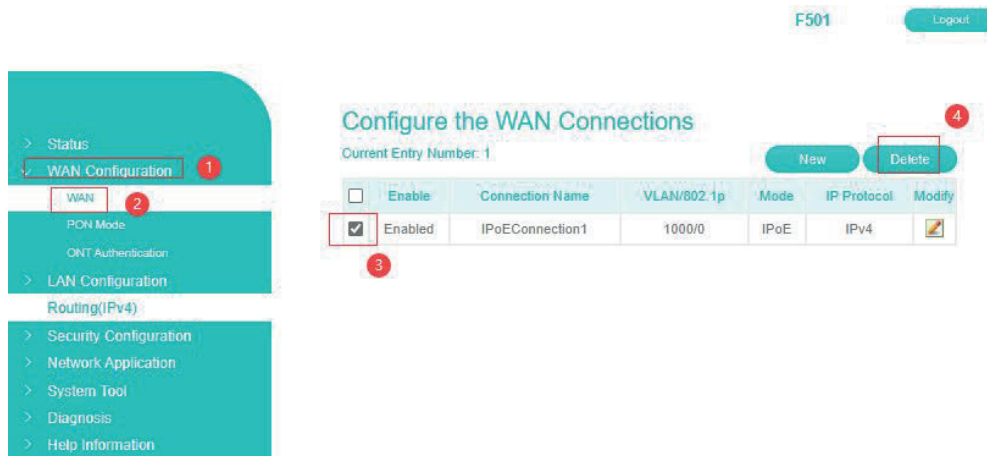 F501
Logout
Status
WAN Configuration
1
WAN
2
PON Mode
ONT Authentication
LAN Configuration
Routing(IPv4)
Security Configuration
Network Application
System Tool
Diagnosis
Help Information
Configure the WAN Connections
4
Current Entry Number: 1
New Delete
Enable Connection Name VLAN/802.1p Mode IP Protocol Modify
Enabled IPoEConnection1 1000/0 IPoE IPv4
3